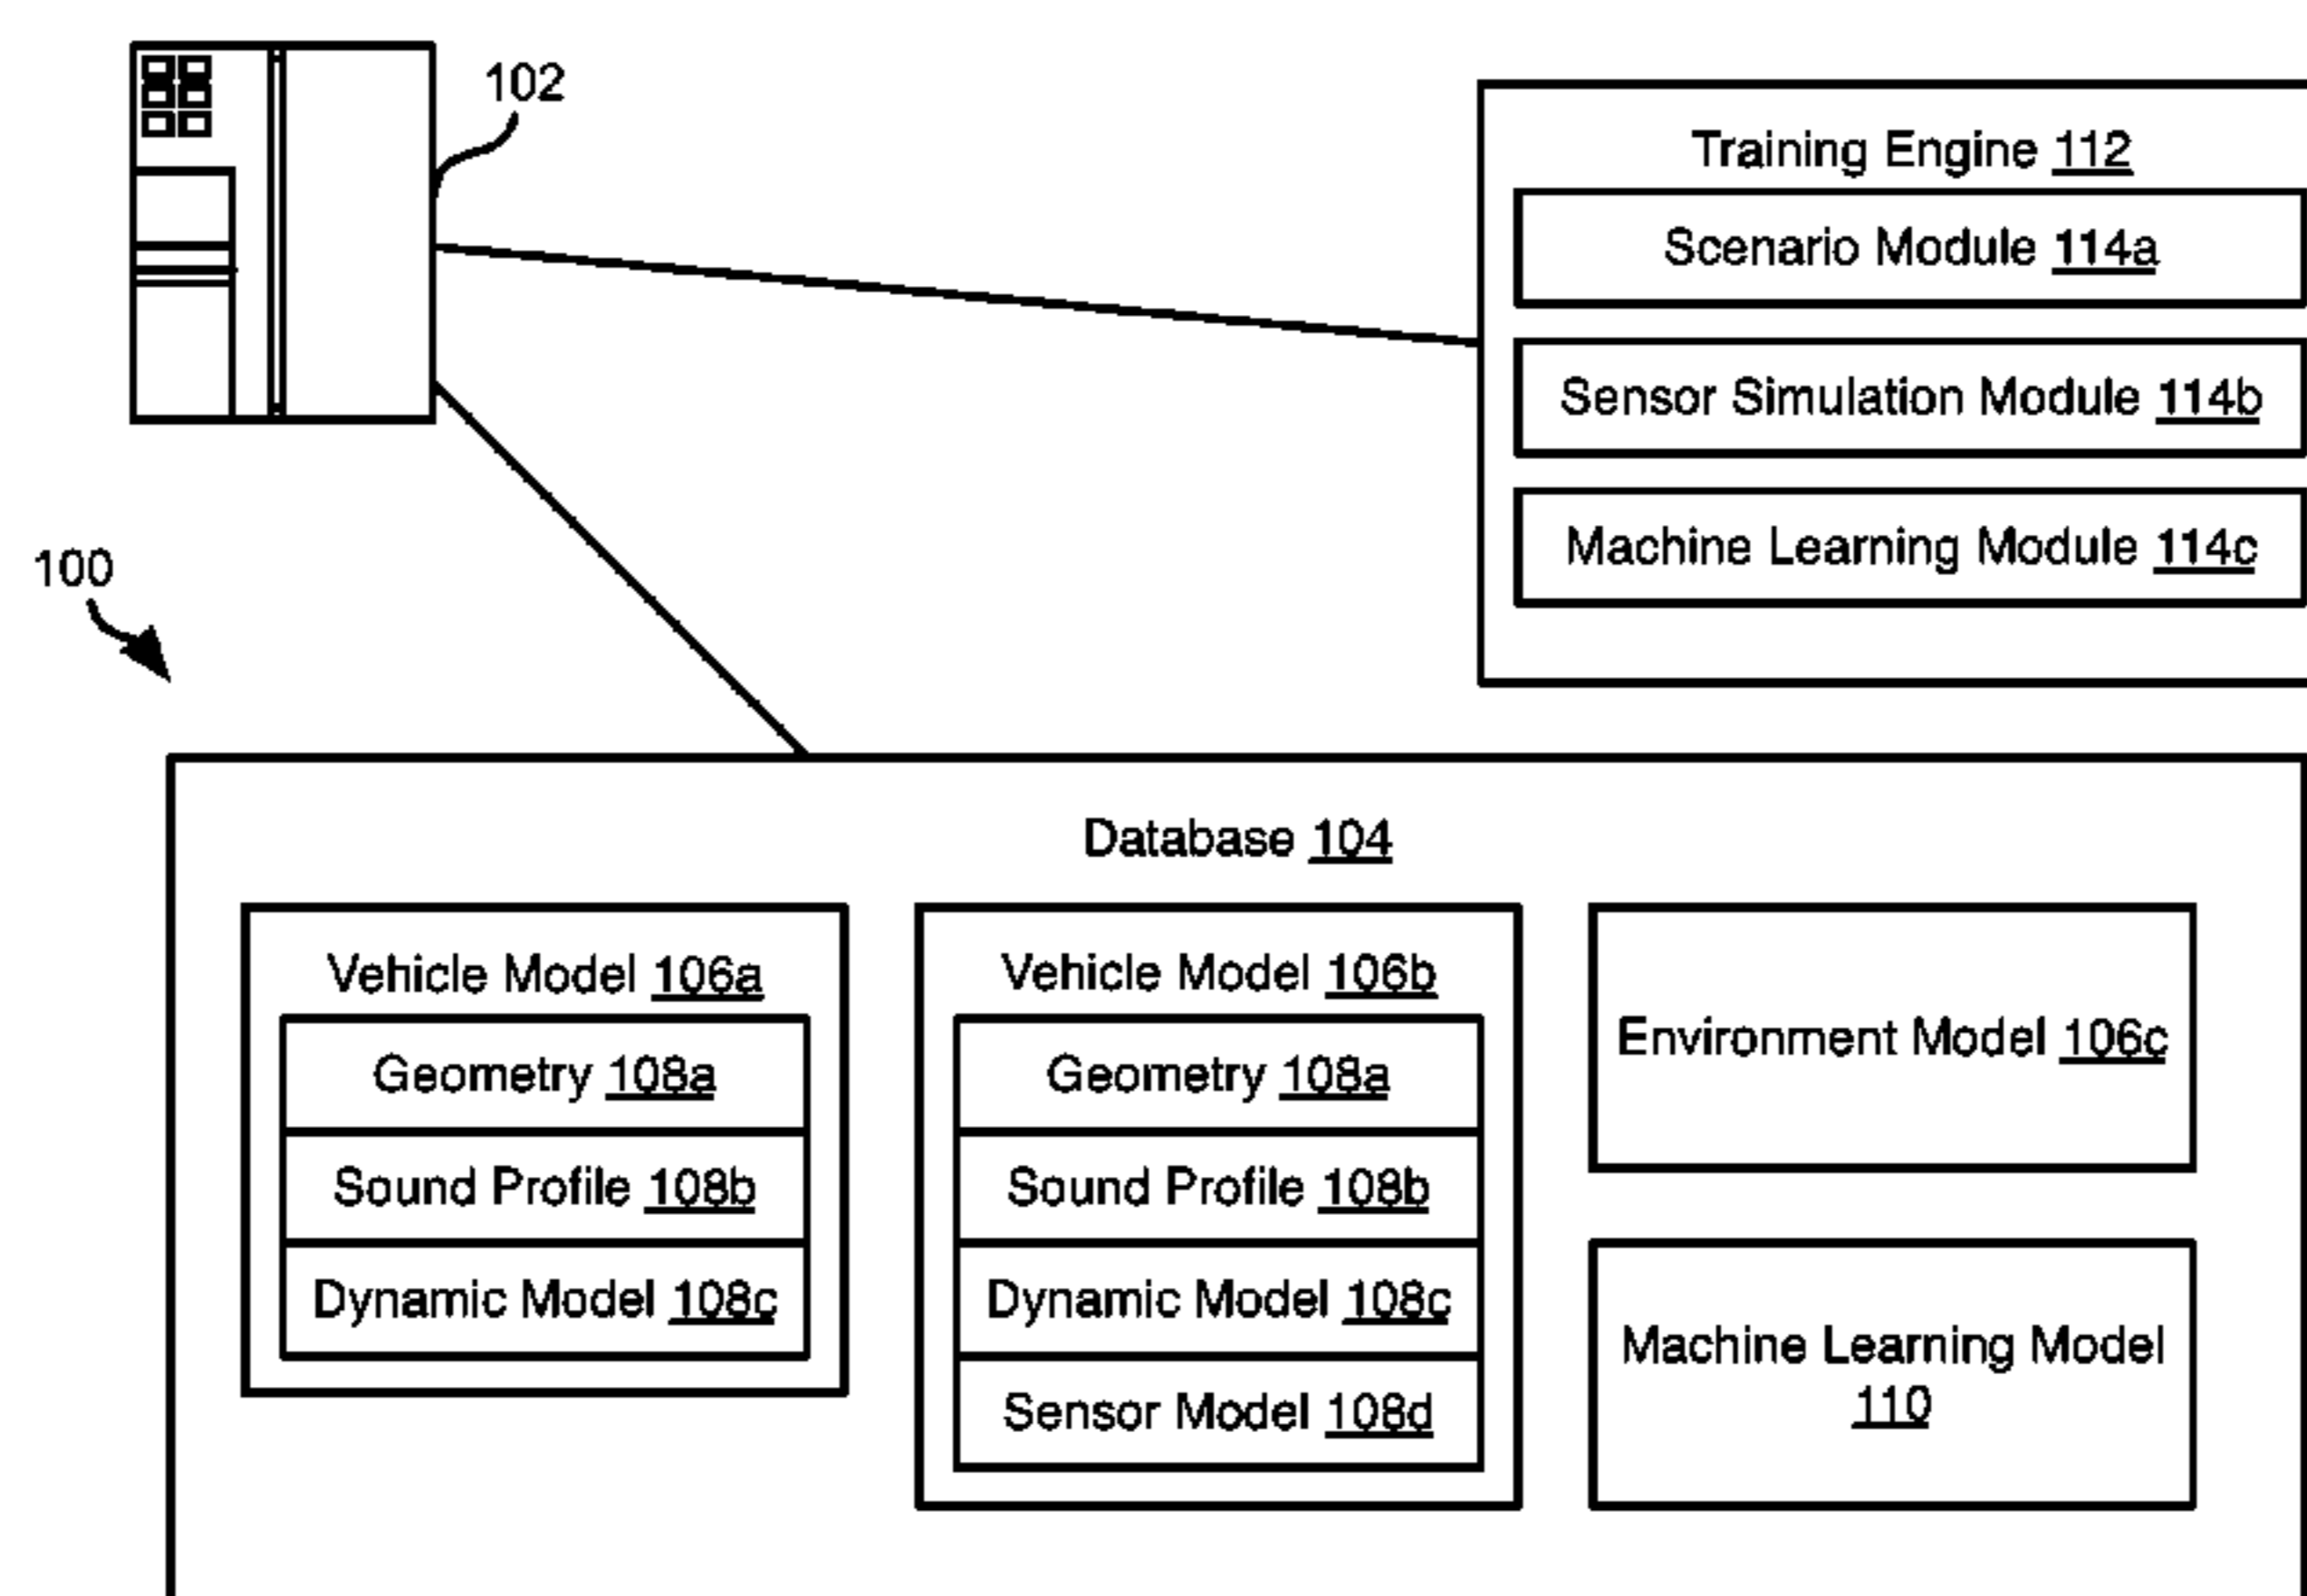 102
Training Engine 112
Scenario Module 114a
Sensor Simulation Module 114b
Machine Learning Module 114c
100
Database 104
Vehicle Model 106a
Geometry 108a
Sound Profile 108b
Dynamic Model 108c
Vehicle Model 106b
Geometry 108a
Sound Profile 108b
Dynamic Model 108c
Sensor Model 108d
Environment Model 106c
Machine Learning Model
110